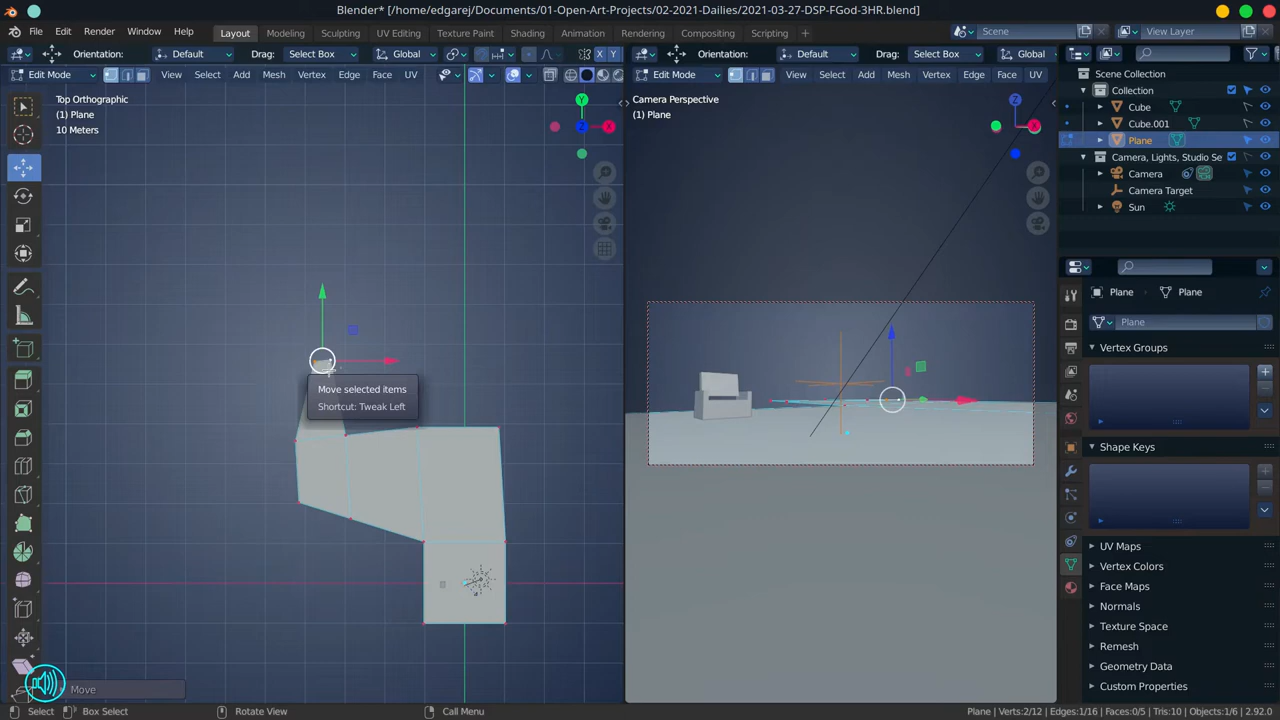 Blender* [/home/edgarej/Documents/01-Open-Art-Projects/02-2021-Dailies/2021-03-27-DSP-FGod-3HR.blend]
File Edit Render Window Help Layout Modeling Sculpting UV Editing Texture Paint Shading Animation Rendering Compositing Scripting + Scene View Layer
Orientation: Default Drag: Select Box Global X Y Orientation: Default Drag: Select Box Global
Edit Mode View Select Add Mesh Vertex Edge Face UV Edit Mode View Select Add Mesh Vertex Edge Face UV
Scene Collection
Collection
Cube
Cube.001
Plane
Camera, Lights, Studio Se
Camera
Camera Target
Sun
Top Orthographic
(1) Plane
10 Meters
Y
Z
X
Move selected items
Shortcut: Tweak Left
Move
Camera Perspective
(1) Plane
Z
X
Plane Plane
Plane
Vertex Groups
Shape Keys
UV Maps
Vertex Colors
Face Maps
Normals
Texture Space
Remesh
Geometry Data
Custom Properties
Select Box Select Rotate View Call Menu Plane | Verts:2/12 | Edges:1/16 | Faces:0/5 | Tris:10 | Objects:1/6 | 2.92.0